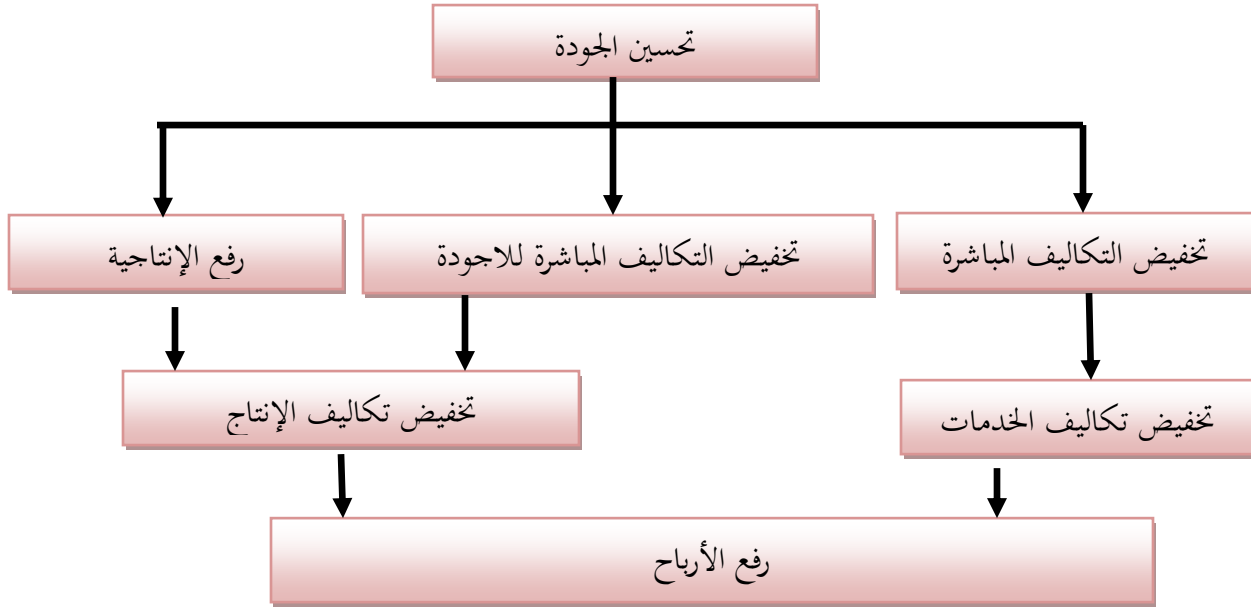 تحسين الجودة
تخفيض التكاليف المباشرة
تخفيض التكاليف المباشرة للاجودة
رفع الإنتاجية
تخفيض تكاليف الخدمات
تخفيض تكاليف الإنتاج
رفع الأرباح